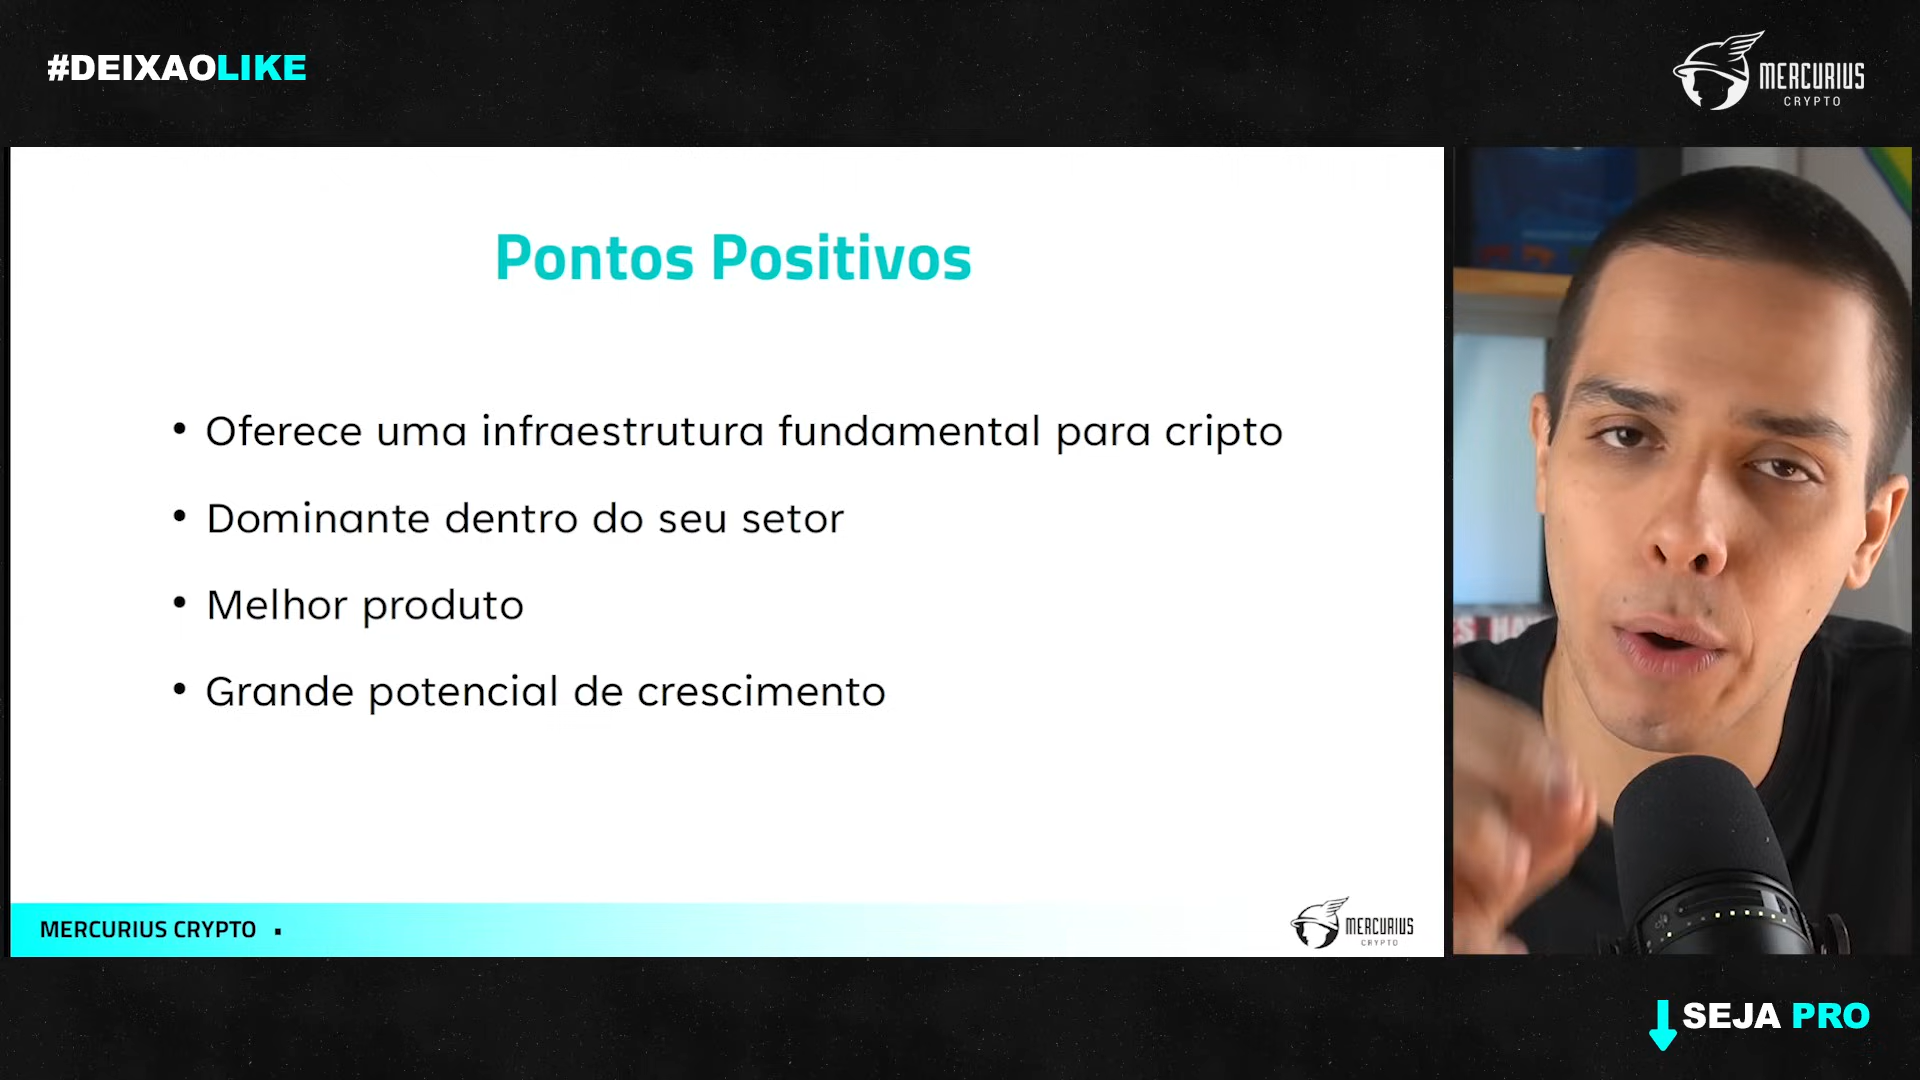 #DEIXAOLIKE
MERCURIUS
CRYPTO
Pontos Positivos
• Oferece uma infraestrutura fundamental para cripto
• Dominante dentro do seu setor
• Melhor produto
• Grande potencial de crescimento
MERCURIUS CRYPTO
MERCURIUS
CRYPTO
SEJA PRO